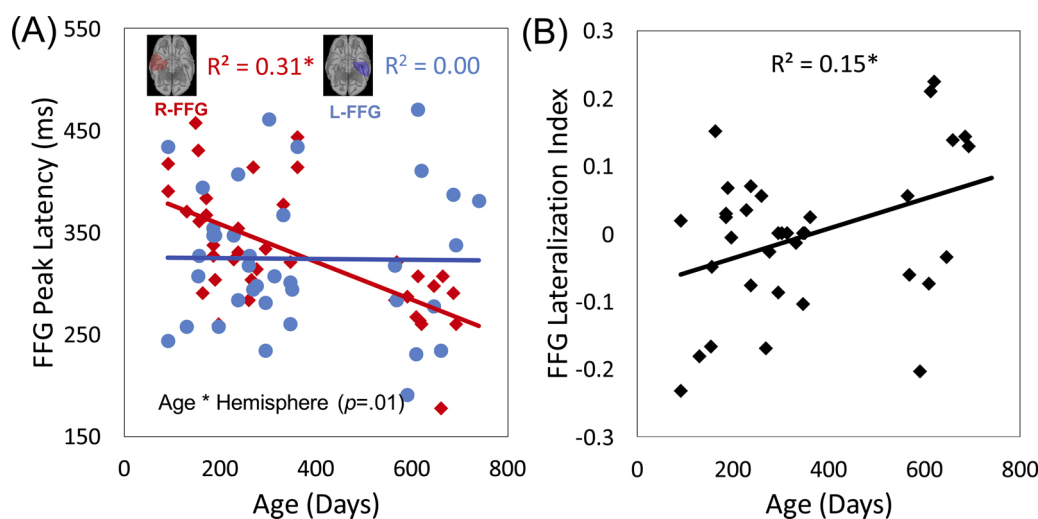 (A)
R² = 0.31*
R² = 0.00
R-FFG
L-FFG
FFG Peak Latency (ms)
550
450
350
250
150
Age * Hemisphere (p=.01)
0
200
400
600
800
Age (Days)
(B)
R² = 0.15*
FFG Lateralization Index
0.3
0.2
0.1
0
-0.1
-0.2
-0.3
0
200
400
600
800
Age (Days)